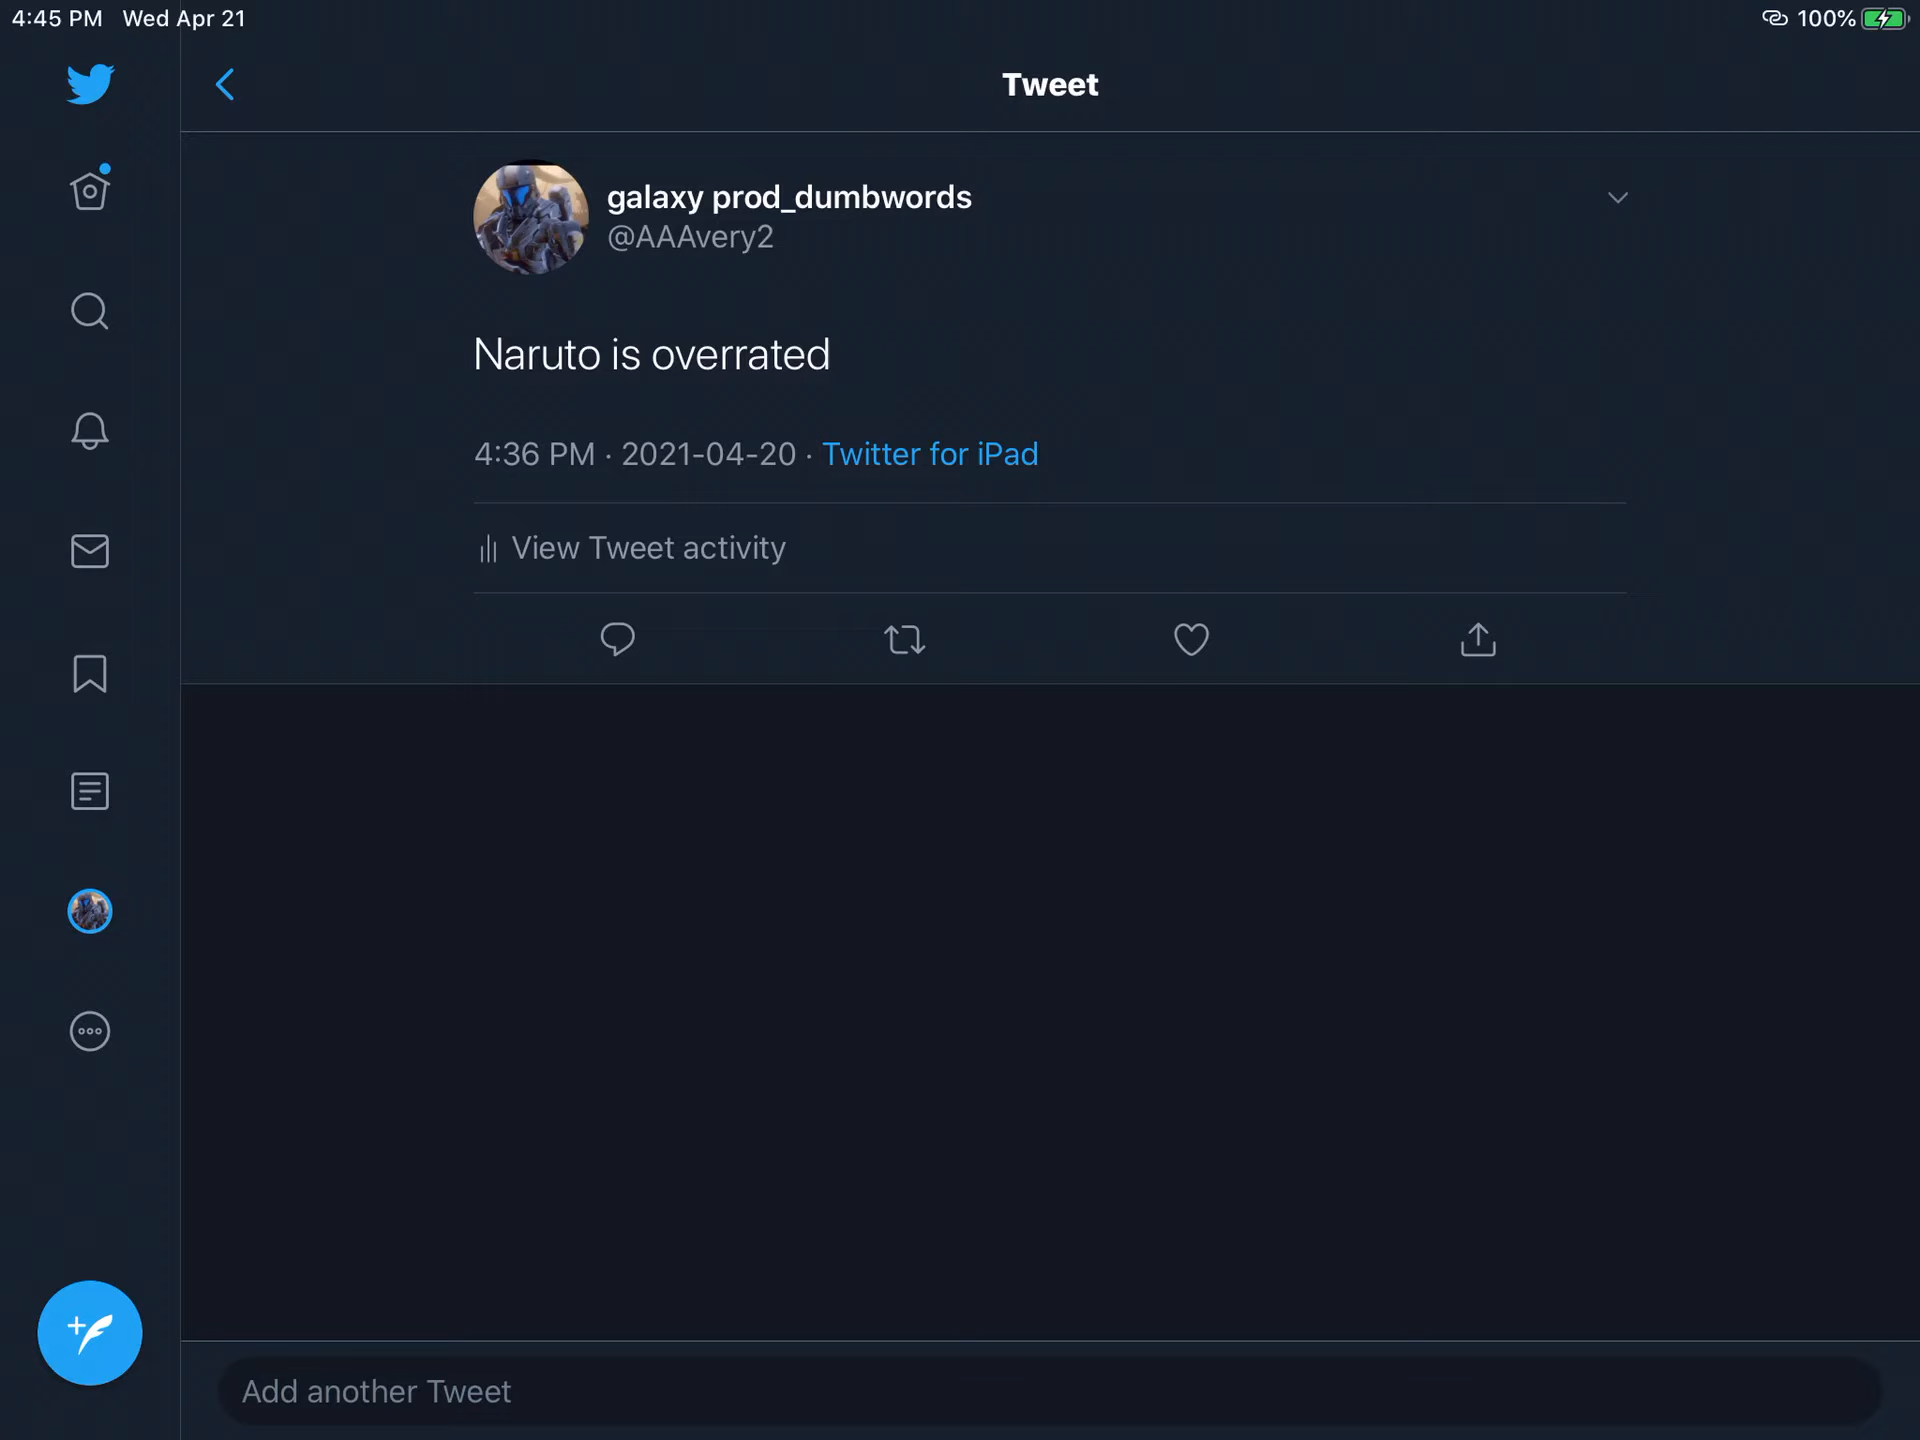 4:45 PM Wed Apr 21
100%
Tweet
galaxy prod_dumbwords
@AAAvery2
Naruto is overrated
4:36 PM · 2021-04-20 · Twitter for iPad
View Tweet activity
Add another Tweet